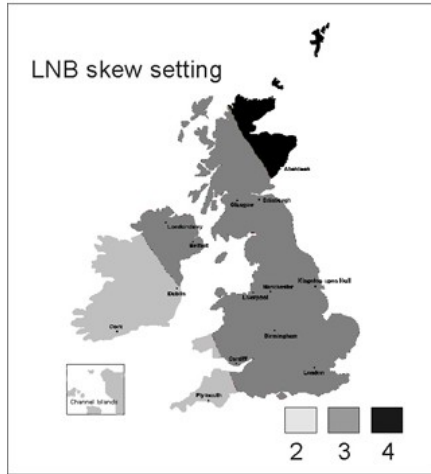 LNB skew setting
Aberdeen
Glasgow
Edinburgh
Londonderry
Belfast
Manchester
Kingston upon Hull
Liverpool
Dublin
Birmingham
Cork
Cardiff
London
Plymouth
Channel Islands
2 3 4